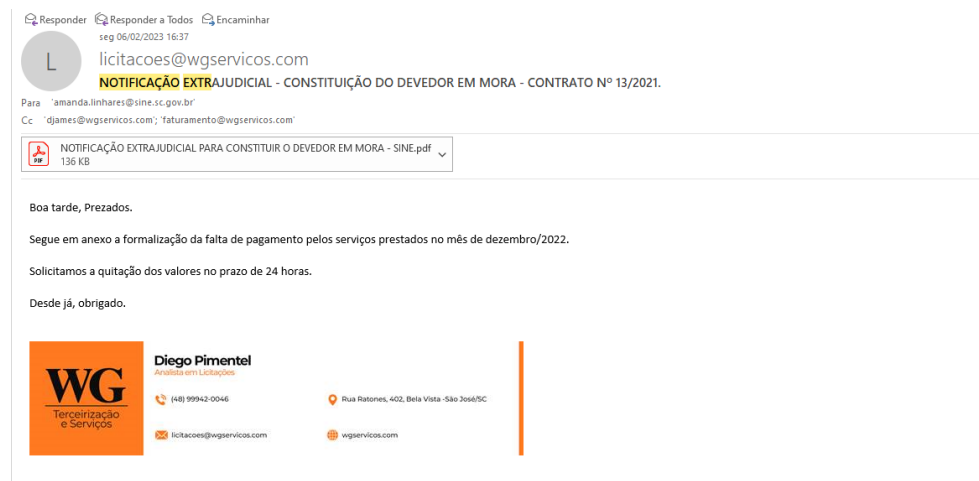 Responder Responder a Todos Encaminhar
seg 06/02/2023 16:37
L
licitacoes@wgservicos.com
NOTIFICAÇÃO EXTRAJUDICIAL - CONSTITUIÇÃO DO DEVEDOR EM MORA - CONTRATO Nº 13/2021.
Para 'amanda.linhares@sine.sc.gov.br'
Cc 'djames@wgservicos.com'; 'faturamento@wgservicos.com'
NOTIFICAÇÃO EXTRAJUDICIAL PARA CONSTITUIR O DEVEDOR EM MORA - SINE.pdf
PDF
136 KB
Boa tarde, Prezados.
Segue em anexo a formalização da falta de pagamento pelos serviços prestados no mês de dezembro/2022.
Solicitamos a quitação dos valores no prazo de 24 horas.
Desde já, obrigado.
WG
Terceirização
e Serviços
Diego Pimentel
Analista em Licitações
(48) 99942-0046
Rua Ratones, 402, Bela Vista -São José/SC
licitacoes@wgservicos.com
wgservicos.com